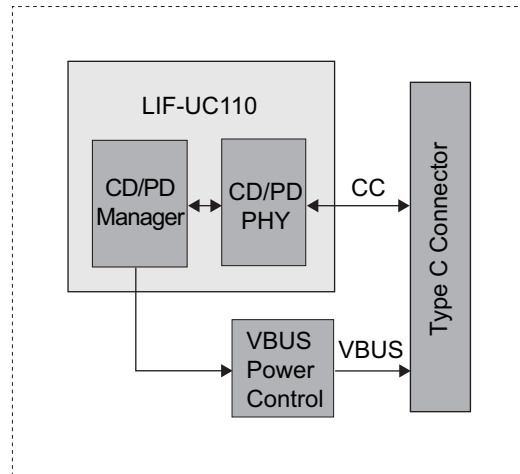 LIF-UC110
CD/PD
Manager
CD/PD
PHY
CC
Type C Connector
VBUS
Power
Control
VBUS